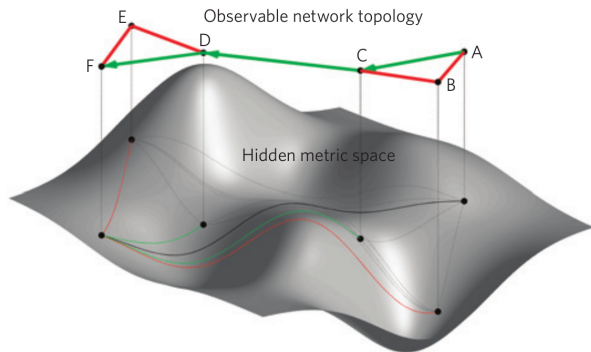 Observable network topology
E
D
F
C
A
B
Hidden metric space